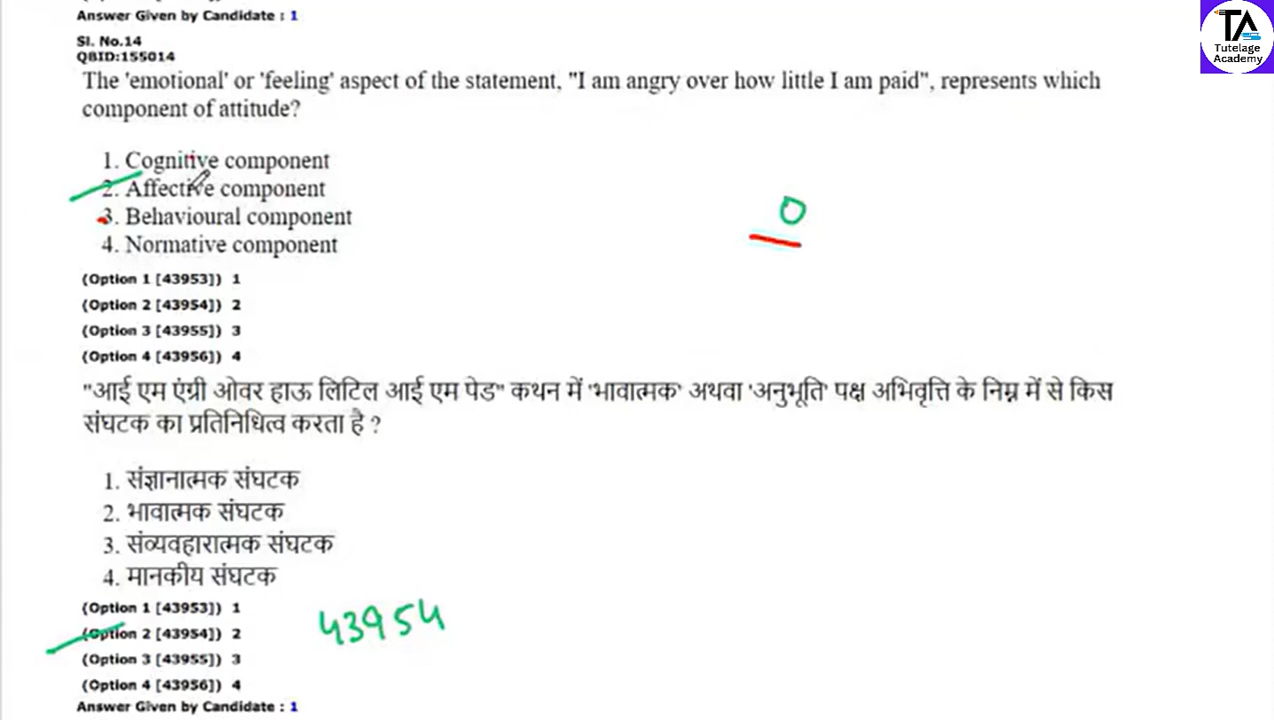 Answer Given by Candidate : 1
Sl. No.14
QBID:155014
The 'emotional' or 'feeling' aspect of the statement, "I am angry over how little I am paid", represents which
component of attitude?
1. Cognitive component
2. Affective component
3. Behavioural component
4. Normative component
0
(Option 1 [43953]) 1
(Option 2 [43954]) 2
(Option 3 [43955]) 3
(Option 4 [43956]) 4
"आई एम एंग्री ओवर हाऊ लिटिल आई एम पेड" कथन में 'भावात्मक' अथवा 'अनुभूति' पक्ष अभिवृत्ति के निम्न में से किस
संघटक का प्रतिनिधित्व करता है ?
1. संज्ञानात्मक संघटक
2. भावात्मक संघटक
3. संव्यवहारात्मक संघटक
4. मानकीय संघटक
(Option 1 [43953]) 1
(Option 2 [43954]) 2
43954
(Option 3 [43955]) 3
(Option 4 [43956]) 4
Answer Given by Candidate : 1
TA
Tutelage
Academy